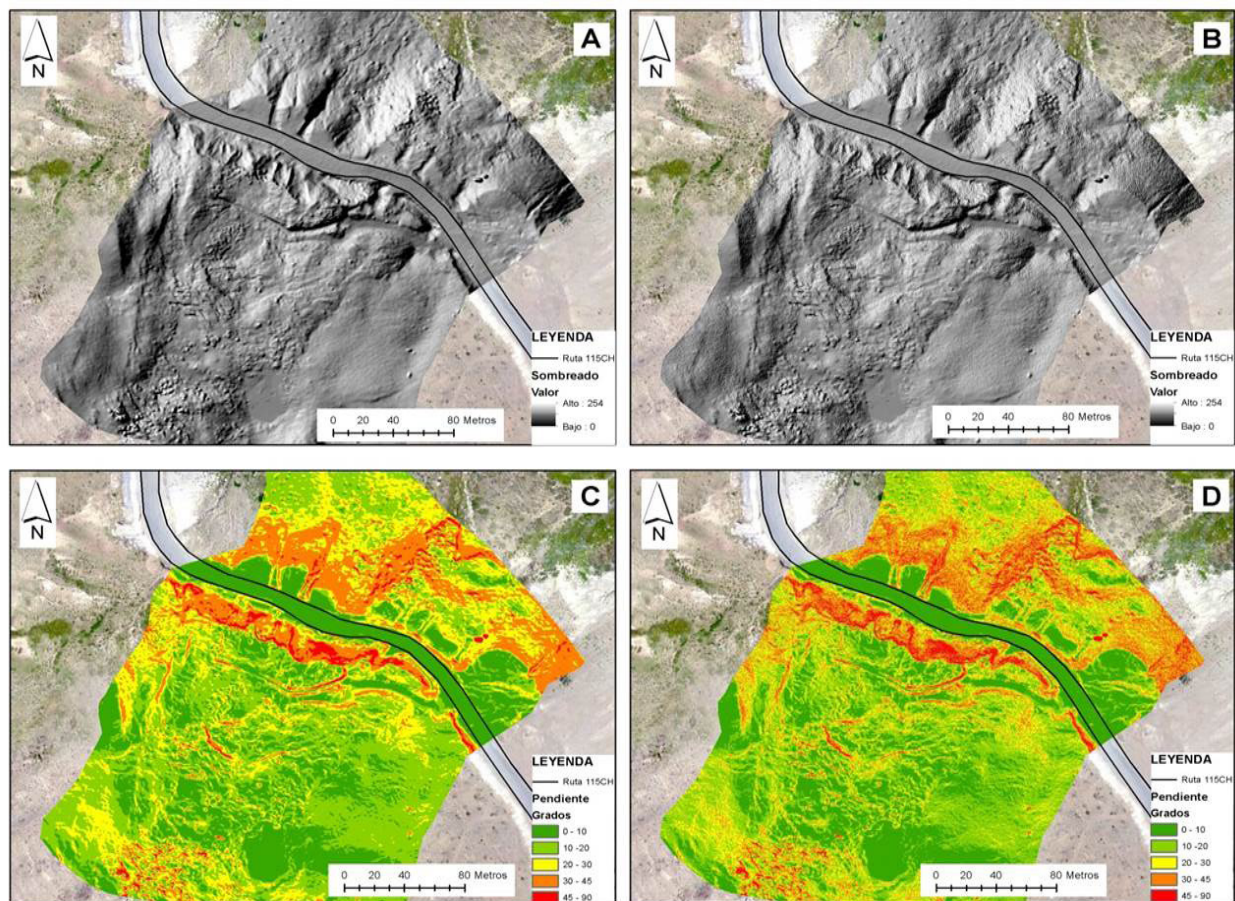 A
N
LEYENDA
Ruta 115CH
Sombreado
Valor
Alto : 254
Bajo : 0
0 20 40 80 Metros
B
N
LEYENDA
Ruta 115CH
Sombreado
Valor
Alto : 254
Bajo : 0
0 20 40 80 Metros
C
N
LEYENDA
Ruta 115CH
Pendiente
Grados
0 - 10
10 -20
20 - 30
30 - 45
45 - 90
0 20 40 80 Metros
D
N
LEYENDA
Ruta 115CH
Pendiente
Grados
0 - 10
10 -20
20 - 30
30 - 45
45 - 90
0 20 40 80 Metros